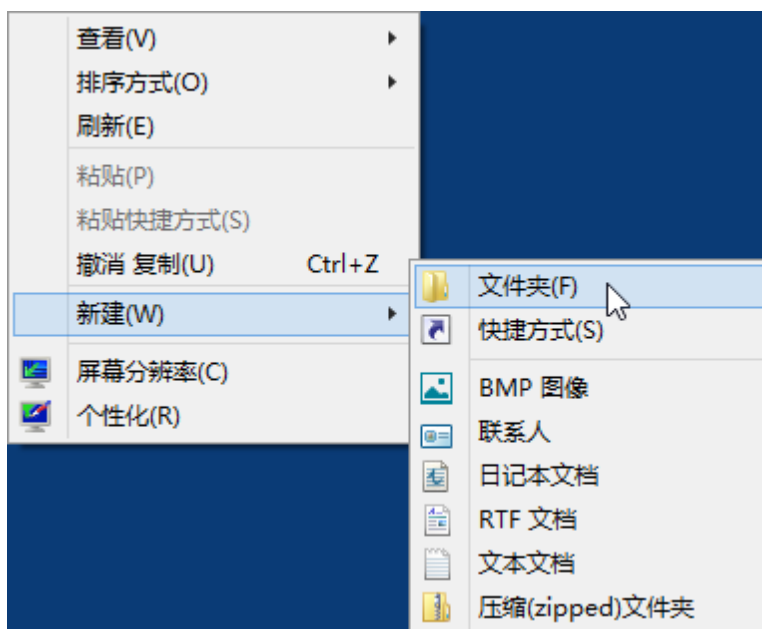 查看(V)
排序方式(O)
刷新(E)
粘贴(P)
粘贴快捷方式(S)
撤消 复制(U) Ctrl+Z
新建(W)
屏幕分辨率(C)
个性化(R)
文件夹(F)
快捷方式(S)
BMP 图像
联系人
日记本文档
RTF 文档
文本文档
压缩(zipped)文件夹